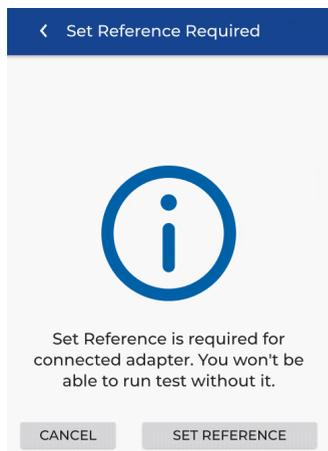 Set Reference Required
Set Reference is required for
connected adapter. You won't be
able to run test without it.
CANCEL
SET REFERENCE